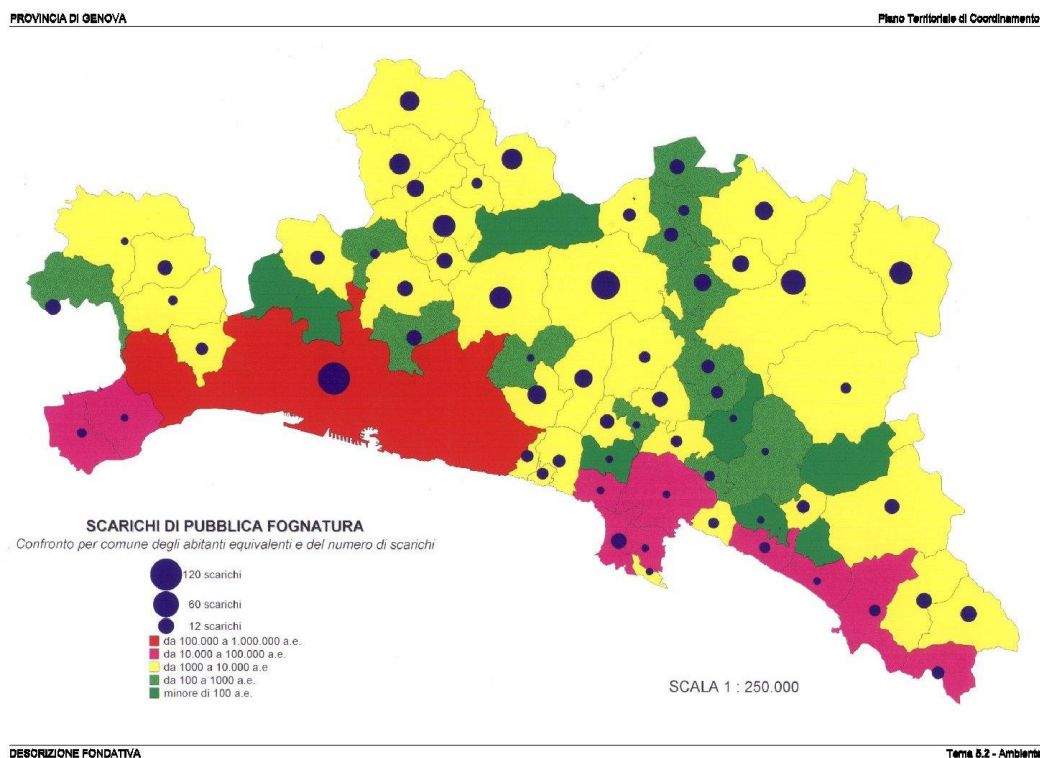 PROVINCIA DI GENOVA
Piano Territoriale di Coordinamento
SCARICHI DI PUBBLICA FOGNATURA
Confronto per comune degli abitanti equivalenti e del numero di scarichi
120 scarichi
60 scarichi
12 scarichi
da 100.000 a 1.000.000 a.e.
da 10.000 a 100.000 a.e.
da 1000 a 10.000 a.e
da 100 a 1000 a.e.
minore di 100 a.e.
SCALA 1 : 250.000
DESCRIZIONE FONDATIVA
Tema 5.2 - Ambiente